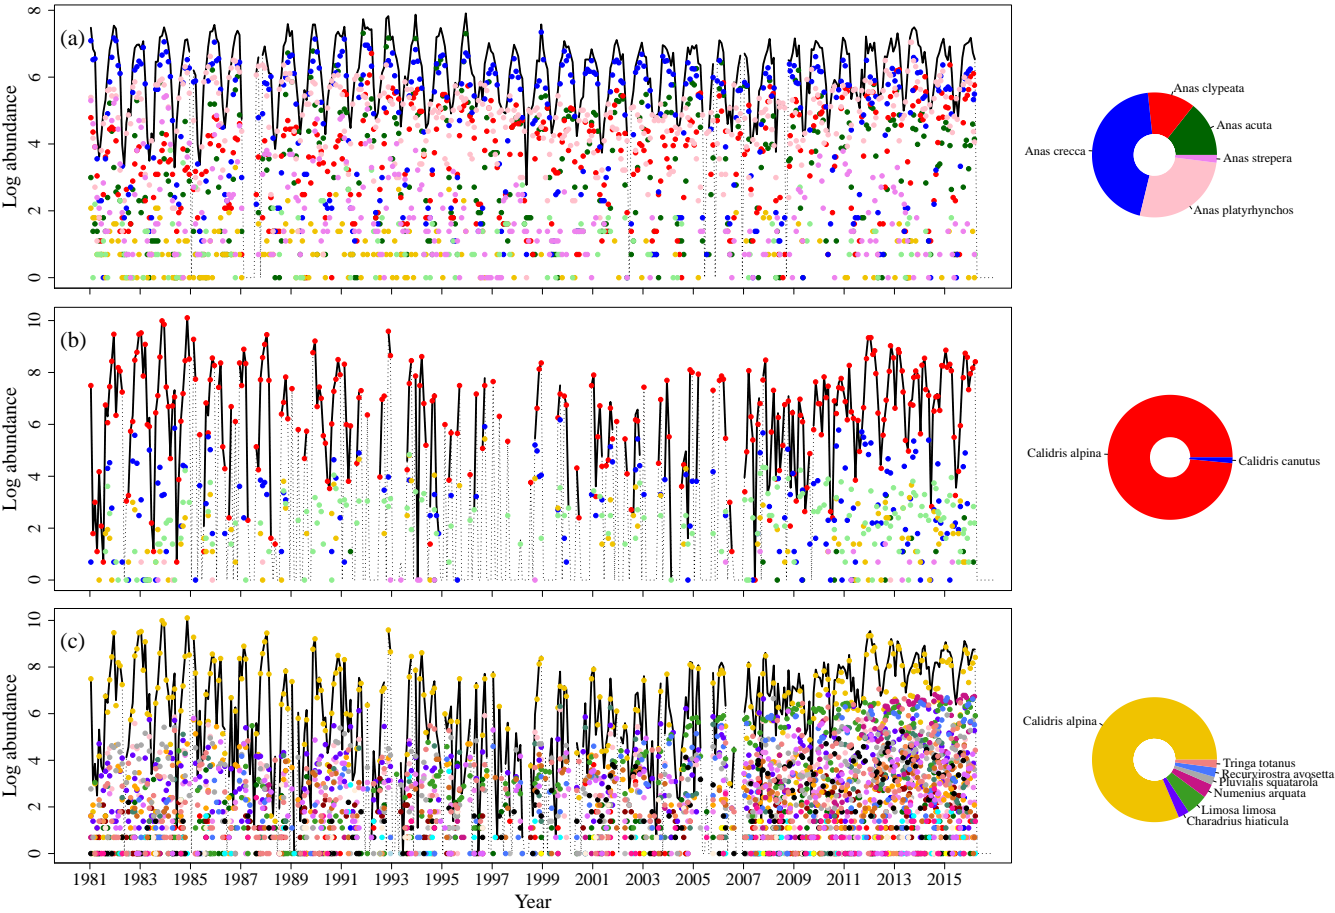 (a)
Log abundance
0
2
4
6
8
Anas clypeata
Anas acuta
Anas crecca
Anas strepera
Anas platyrhynchos
(b)
Log abundance
0
2
4
6
8
10
Calidris alpina
Calidris canutus
(c)
Log abundance
0
2
4
6
8
10
Calidris alpina
Tringa totanus
Recurvirostra avosetta
Pluvialis squatarola
Numenius arquata
Limosa limosa
Charadrius hiaticula
1981 1983 1985 1987 1989 1991 1993 1995 1997 1999 2001 2003 2005 2007 2009 2011 2013 2015
Year